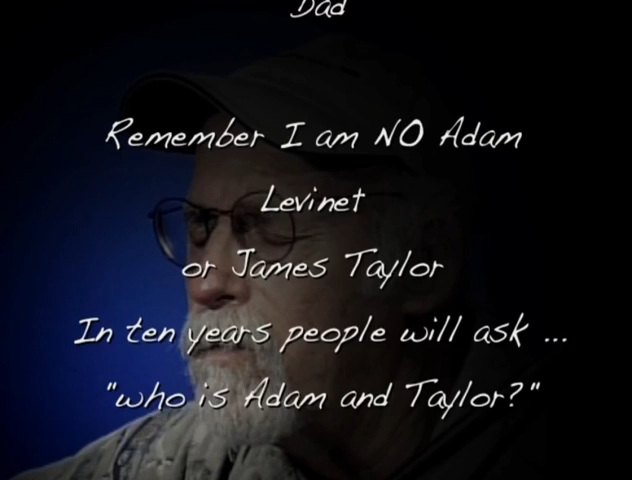 Dad
Remember I am NO Adam
Levinet
or James Taylor
In ten years people will ask ...
"who is Adam and Taylor?"